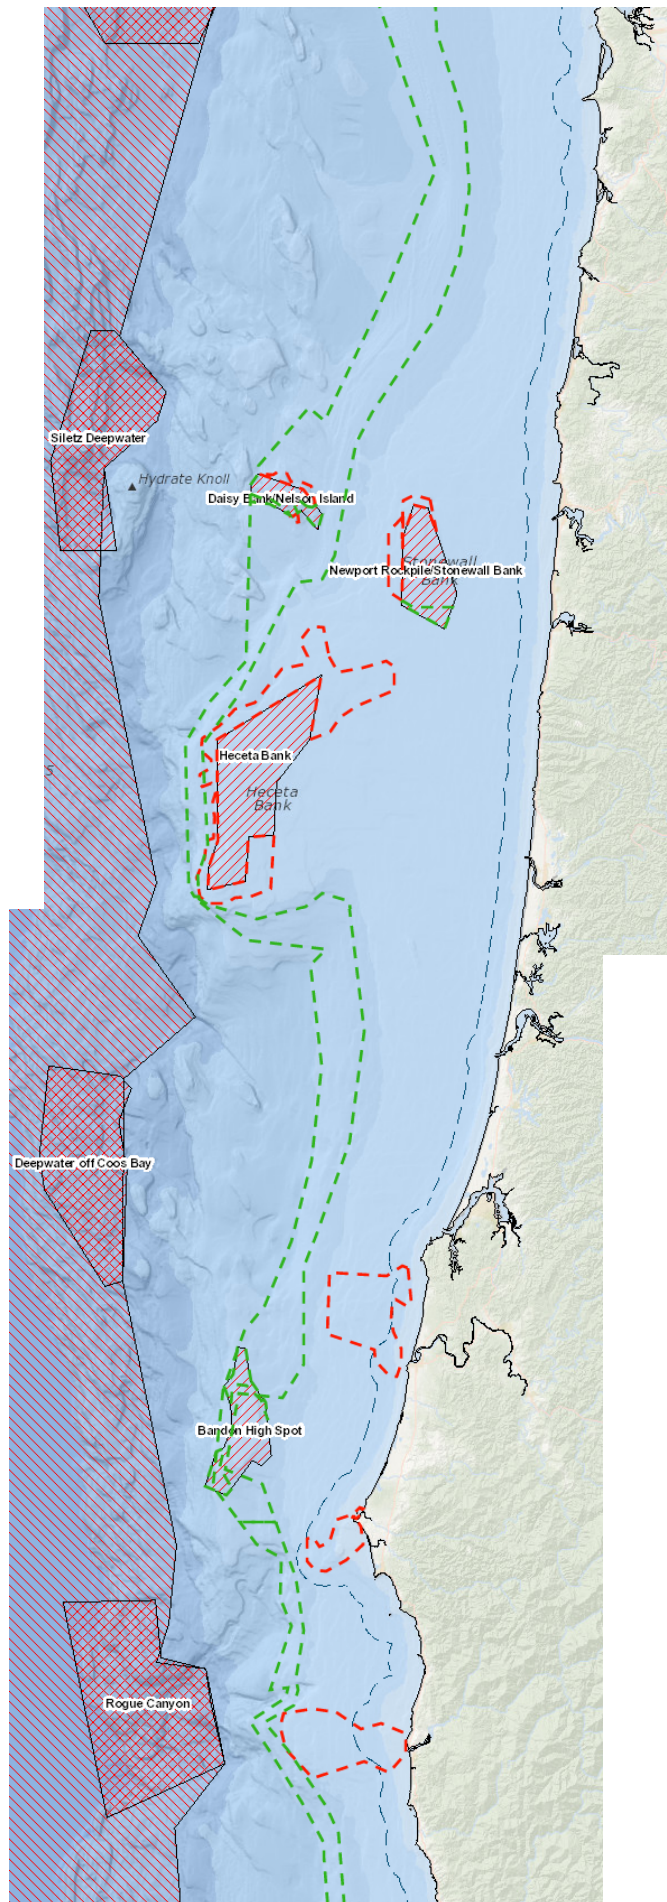 Siletz Deepwater
Hydrate Knoll
Daisy Bank/Nelson Island
Stonewall
Newport Rockpile/Stonewall Bank
Bank
Heceta Bank
Heceta
Bank
s
Deepwater off Coos Bay
Bandon High Spot
Rogue Canyon